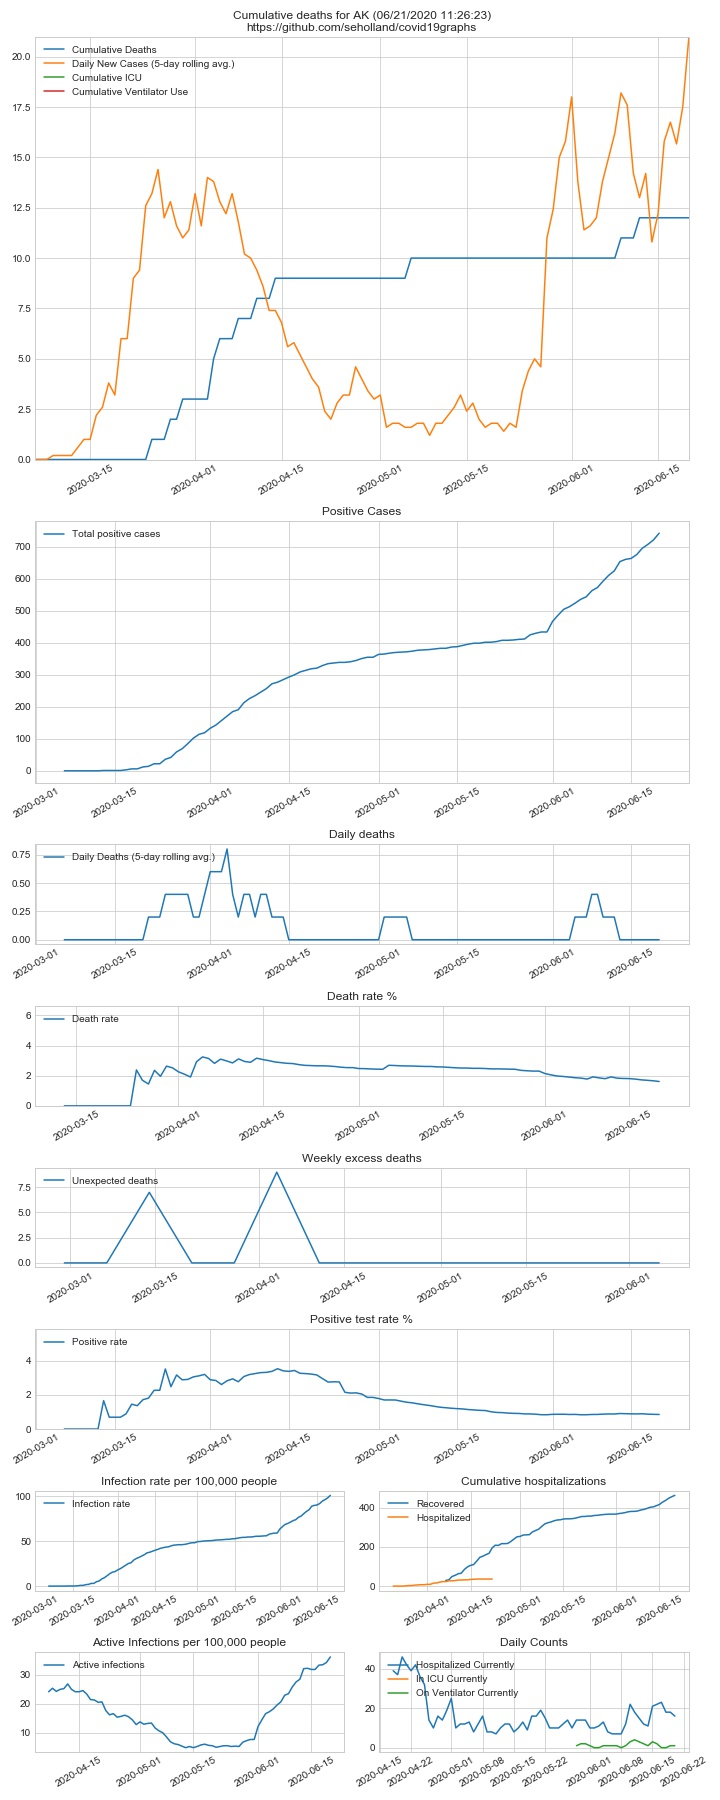 Cumulative deaths for AK (06/21/2020 11:26:23)
https://github.com/seholland/covid19graphs
Cumulative Deaths
Daily New Cases (5-day rolling avg.)
Cumulative ICU
Cumulative Ventilator Use
20.0
17.5
15.0
12.5
10.0
7.5
5.0
2.5
0.0
2020-03-15 2020-04-01 2020-04-15 2020-05-01 2020-05-15 2020-06-01 2020-06-15
Positive Cases
Total positive cases
700
600
500
400
300
200
100
0
2020-03-01 2020-03-15 2020-04-01 2020-04-15 2020-05-01 2020-05-15 2020-06-01 2020-06-15
Daily deaths
Daily Deaths (5-day rolling avg.)
0.75
0.50
0.25
0.00
2020-03-01 2020-03-15 2020-04-01 2020-04-15 2020-05-01 2020-05-15 2020-06-01 2020-06-15
Death rate %
Death rate
6
4
2
0
2020-03-15 2020-04-01 2020-04-15 2020-05-01 2020-05-15 2020-06-01 2020-06-15
Weekly excess deaths
Unexpected deaths
7.5
5.0
2.5
0.0
2020-03-01 2020-03-15 2020-04-01 2020-04-15 2020-05-01 2020-05-15 2020-06-01
Positive test rate %
Positive rate
4
2
0
2020-03-01 2020-03-15 2020-04-01 2020-04-15 2020-05-01 2020-05-15 2020-06-01 2020-06-15
Infection rate per 100,000 people
Infection rate
100
50
0
2020-03-01 2020-03-15 2020-04-01 2020-04-15 2020-05-01 2020-05-15 2020-06-01 2020-06-15
Cumulative hospitalizations
Recovered
Hospitalized
400
200
0
2020-04-01 2020-04-15 2020-05-01 2020-05-15 2020-06-01 2020-06-15
Active Infections per 100,000 people
Active infections
30
20
10
2020-04-15 2020-05-01 2020-05-15 2020-06-01 2020-06-15
Daily Counts
Hospitalized Currently
In ICU Currently
On Ventilator Currently
40
20
0
2020-04-15 2020-04-22 2020-05-01 2020-05-08 2020-05-15 2020-05-22 2020-06-01 2020-06-08 2020-06-15 2020-06-22